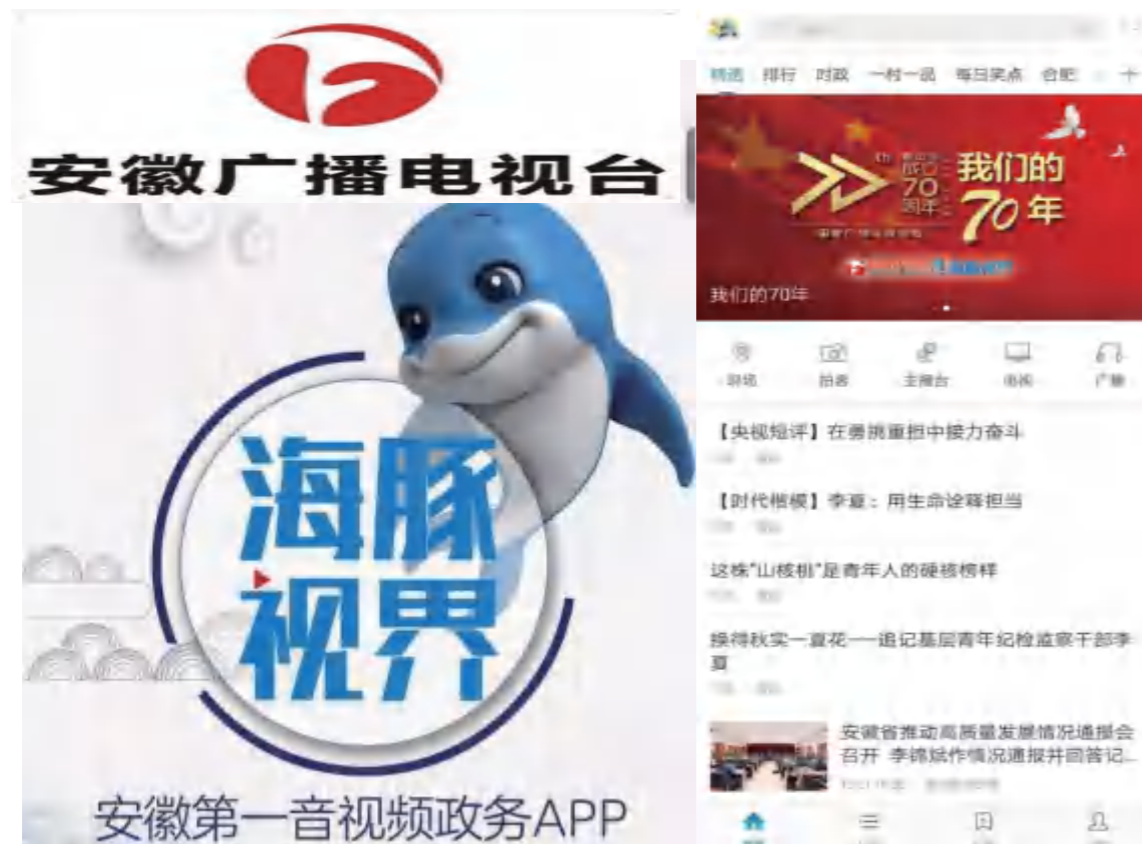 安徽广播电视台
海豚
视界
安徽第一音视频政务APP
精选 排行 时政 一村一品 每日笑点 合肥
70周年
我们的
70年
我们的70年
拍客 主播台 电视 广播
【央视短评】在勇挑重担中接力奋斗
【时代楷模】李夏：用生命诠释担当
这株“山核桃”是青年人的硬核榜样
换得秋实一夏花——追记基层青年纪检监察干部李
夏
安徽省推动高质量发展情况通报会
召开 李锦斌作情况通报并回答记...